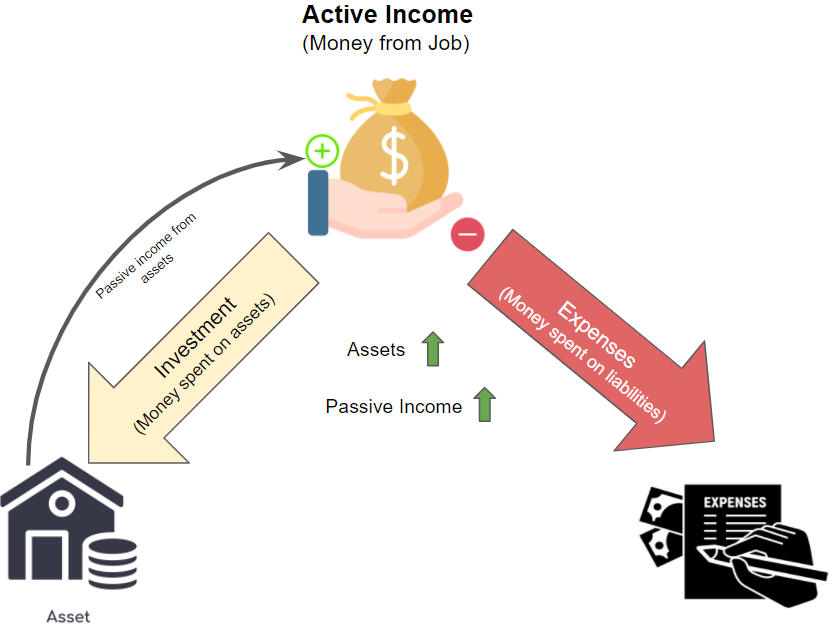 Active Income
(Money from Job)
$
Passive income from
assets
Investment
(Money spent on assets)
Expenses
(Money spent on liabilities)
Assets
Passive Income
EXPENSES
Asset